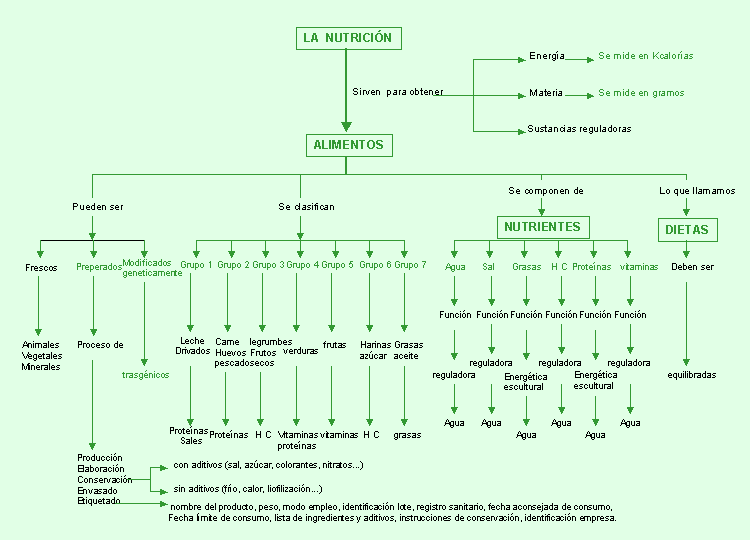 LA NUTRICIÓN
Energía
Se mide en Kcalorías
Sirven para obtener
Materia
Se mide en gramos
Sustancias reguladoras
ALIMENTOS
Pueden ser
Se clasifican
Se componen de
Lo que llamamos
NUTRIENTES
DIETAS
Frescos
Preperados
Modificados
geneticamente
Grupo 1
Grupo 2
Grupo 3
Grupo 4
Grupo 5
Grupo 6
Grupo 7
Agua
Sal
Grasas
H C
Proteínas
vitaminas
Deben ser
Función
Función
Función
Función
Función
Función
Animales
Vegetales
Minerales
Proceso de
trasgénicos
Leche
Drivados
Carne
Huevos
pescados
legrumbes
Frutos
secos
verduras
frutas
Harinas
azúcar
Grasas
aceite
reguladora
reguladora
Energética
escultural
reguladora
Energética
escultural
reguladora
equilibradas
Proteínas
Sales
Proteínas
H C
Vitaminas
proteínas
vitaminas
H C
grasas
Agua
Agua
Agua
Agua
Agua
Agua
Producción
Elaboración
Conservación
Envasado
Etiquetado
con aditivos (sal, azúcar, colorantes, nitratos...)
sin aditivos (frío, calor, liofilización...)
nombre del producto, peso, modo empleo, identificación lote, registro sanitario, fecha aconsejada de consumo,
Fecha límite de consumo, lista de ingredientes y aditivos, instrucciones de conservación, identificación empresa.